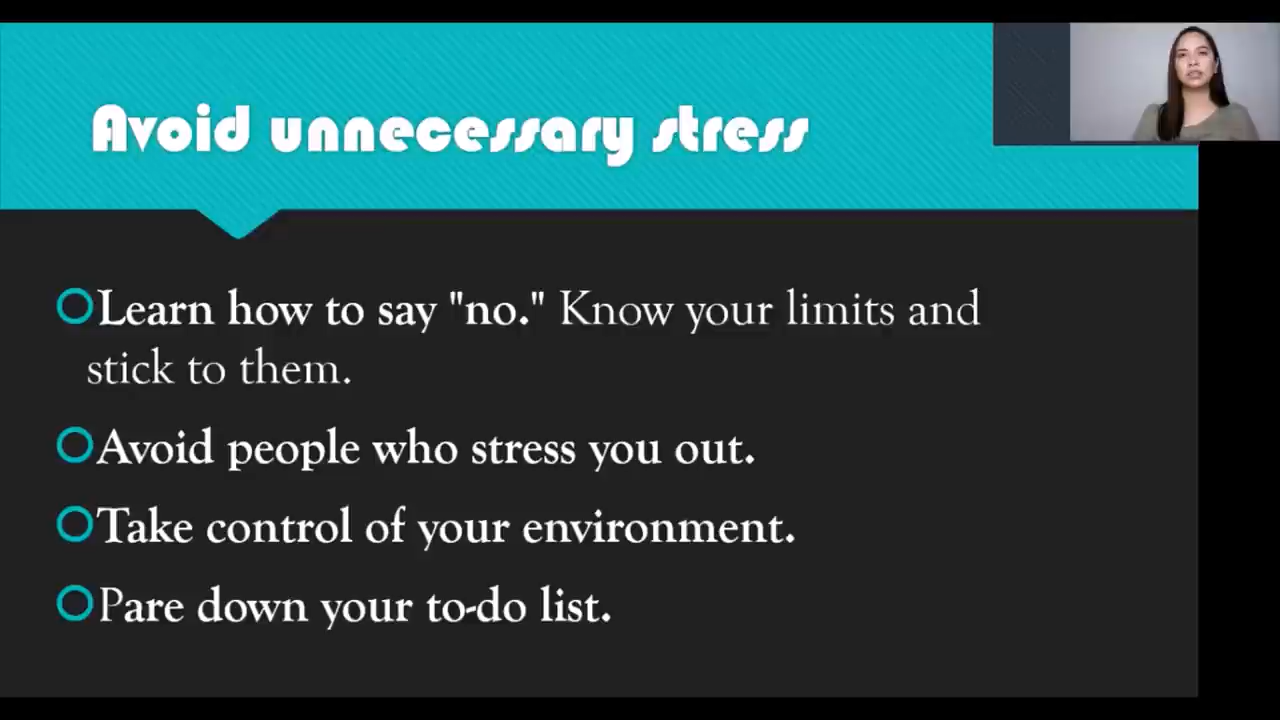 Avoid unnecessary stress
Learn how to say "no." Know your limits and
stick to them.
Avoid people who stress you out.
Take control of your environment.
Pare down your to-do list.